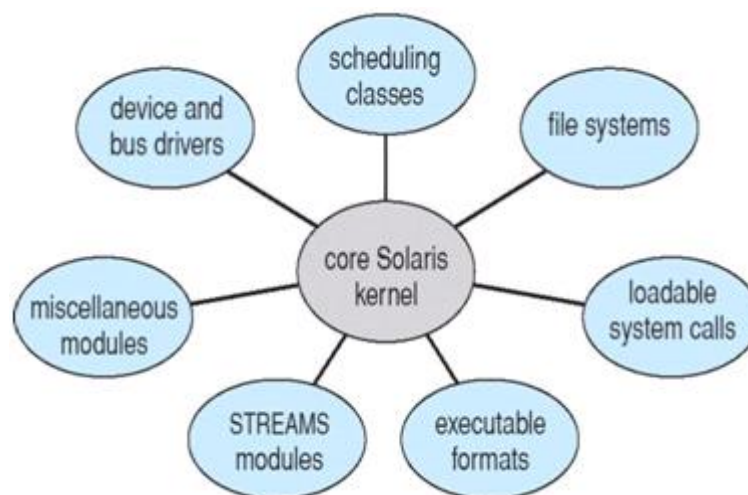 scheduling
classes
device and
bus drivers
file systems
core Solaris
kernel
miscellaneous
modules
loadable
system calls
STREAMS
modules
executable
formats